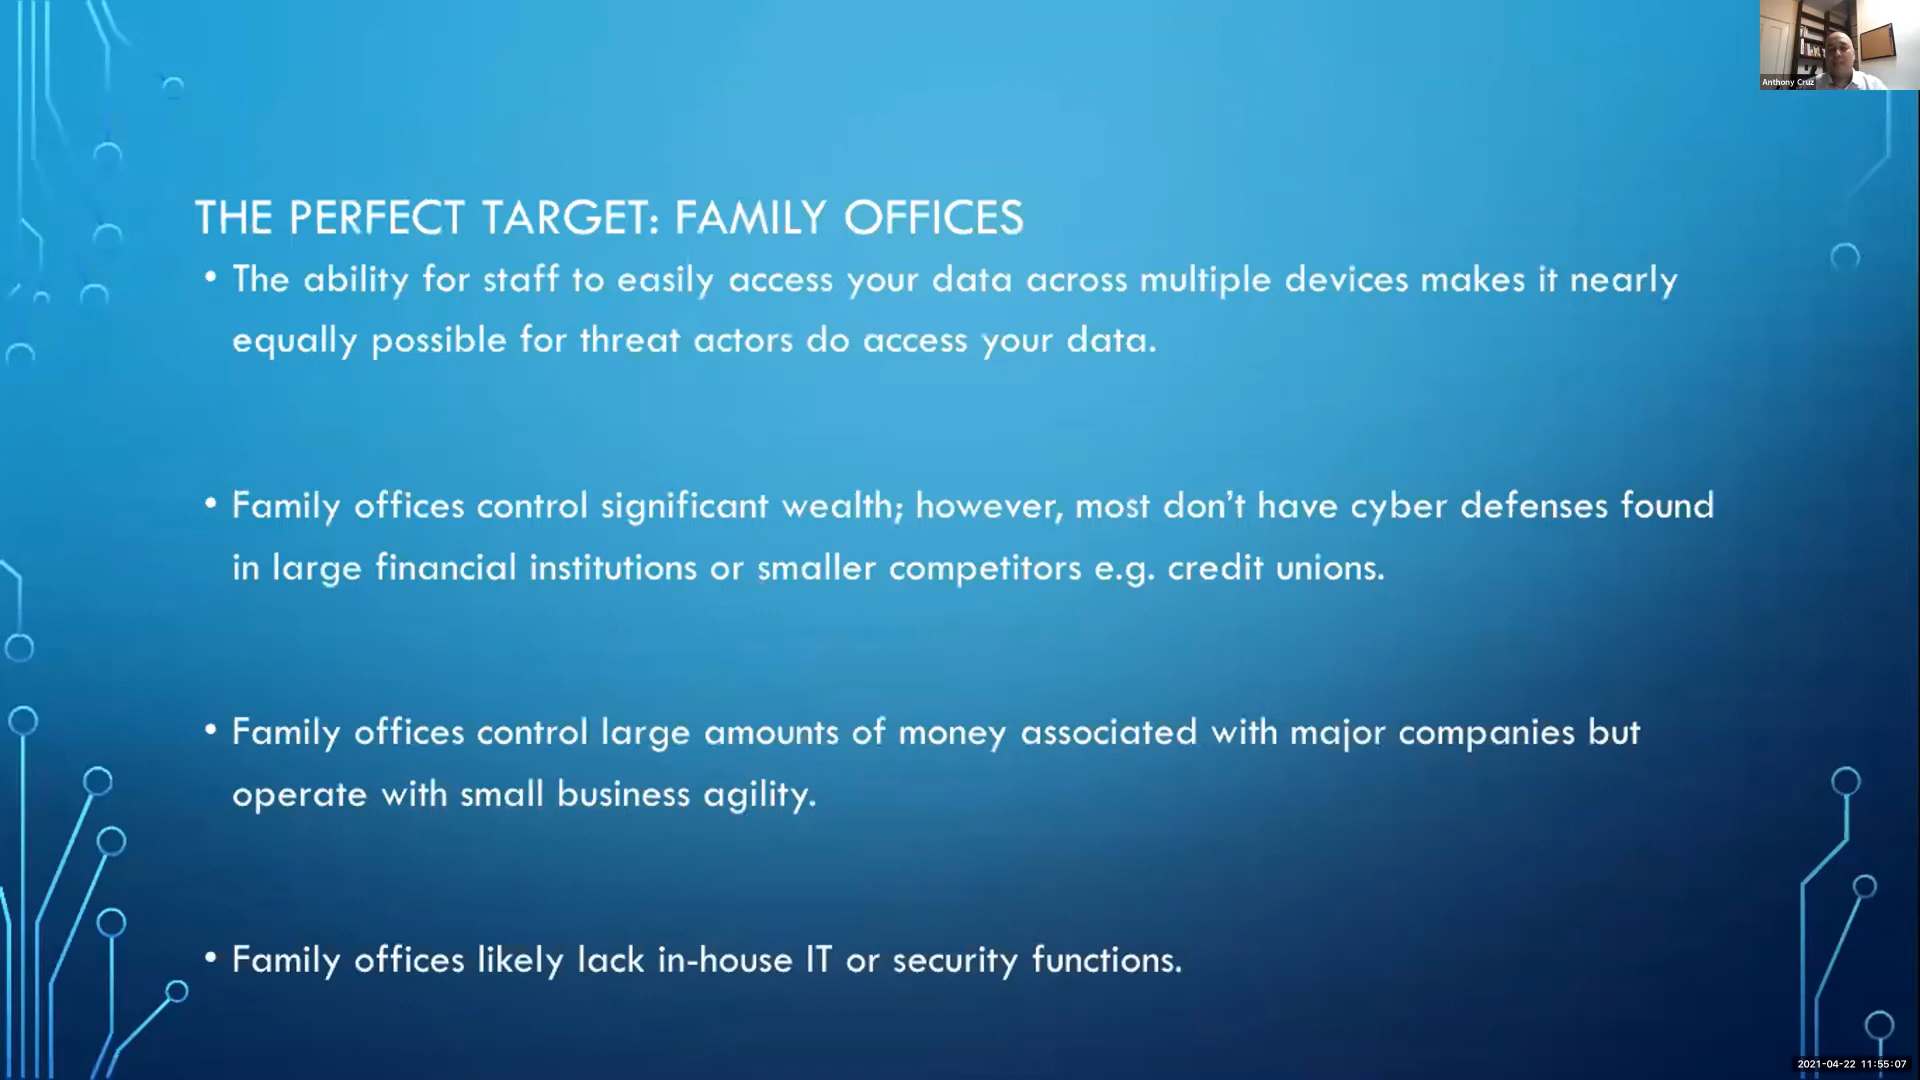 Anthony Cruz
THE PERFECT TARGET: FAMILY OFFICES
• The ability for staff to easily access your data across multiple devices makes it nearly
equally possible for threat actors do access your data.
• Family offices control significant wealth; however, most don't have cyber defenses found
in large financial institutions or smaller competitors e.g. credit unions.
• Family offices control large amounts of money associated with major companies but
operate with small business agility.
• Family offices likely lack in-house IT or security functions.
2021-04-22 11:55:07